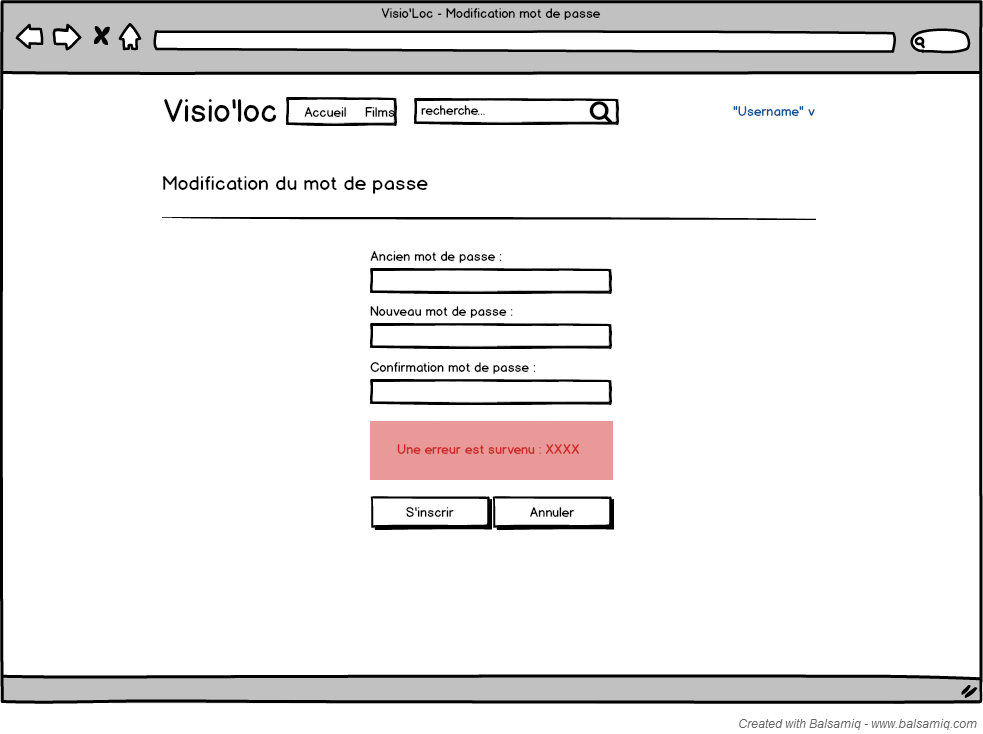 Visio'Loc - Modification mot de passe
Visio'loc Accueil Films recherche... "Username" v
Modification du mot de passe
Ancien mot de passe :
Nouveau mot de passe :
Confirmation mot de passe :
Une erreur est survenu : XXXX
S'inscrir Annuler
Created with Balsamiq - www.balsamiq.com